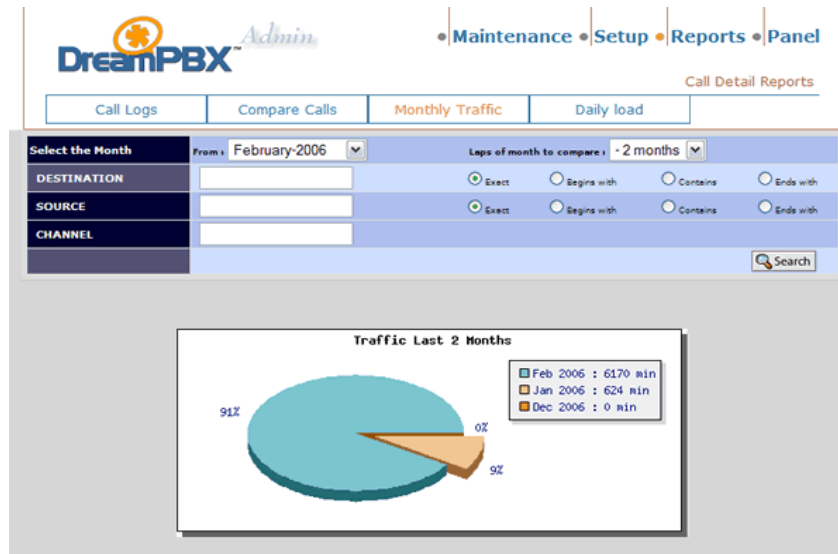 DreamPBX™ Admin
Maintenance Setup Reports Panel
Call Detail Reports
Call Logs Compare Calls Monthly Traffic Daily load
Select the Month From : February-2006 Laps of month to compare : - 2 months
DESTINATION Exact Begins with Contains Ends with
SOURCE Exact Begins with Contains Ends with
CHANNEL
Search
Traffic Last 2 Months
Feb 2006 : 6170 min
Jan 2006 : 624 min
Dec 2006 : 0 min
91%
0%
9%